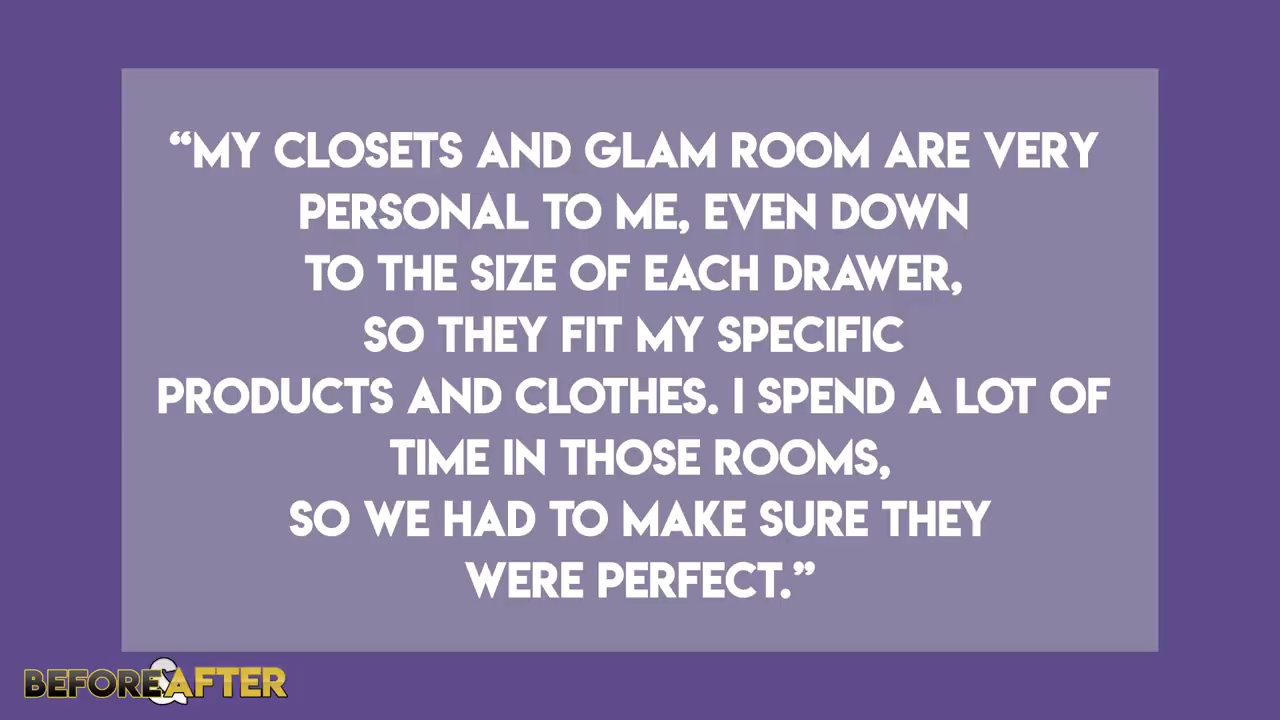 “MY CLOSETS AND GLAM ROOM ARE VERY
PERSONAL TO ME, EVEN DOWN
TO THE SIZE OF EACH DRAWER,
SO THEY FIT MY SPECIFIC
PRODUCTS AND CLOTHES. I SPEND A LOT OF
TIME IN THOSE ROOMS,
SO WE HAD TO MAKE SURE THEY
WERE PERFECT.”
BEFORE&AFTER